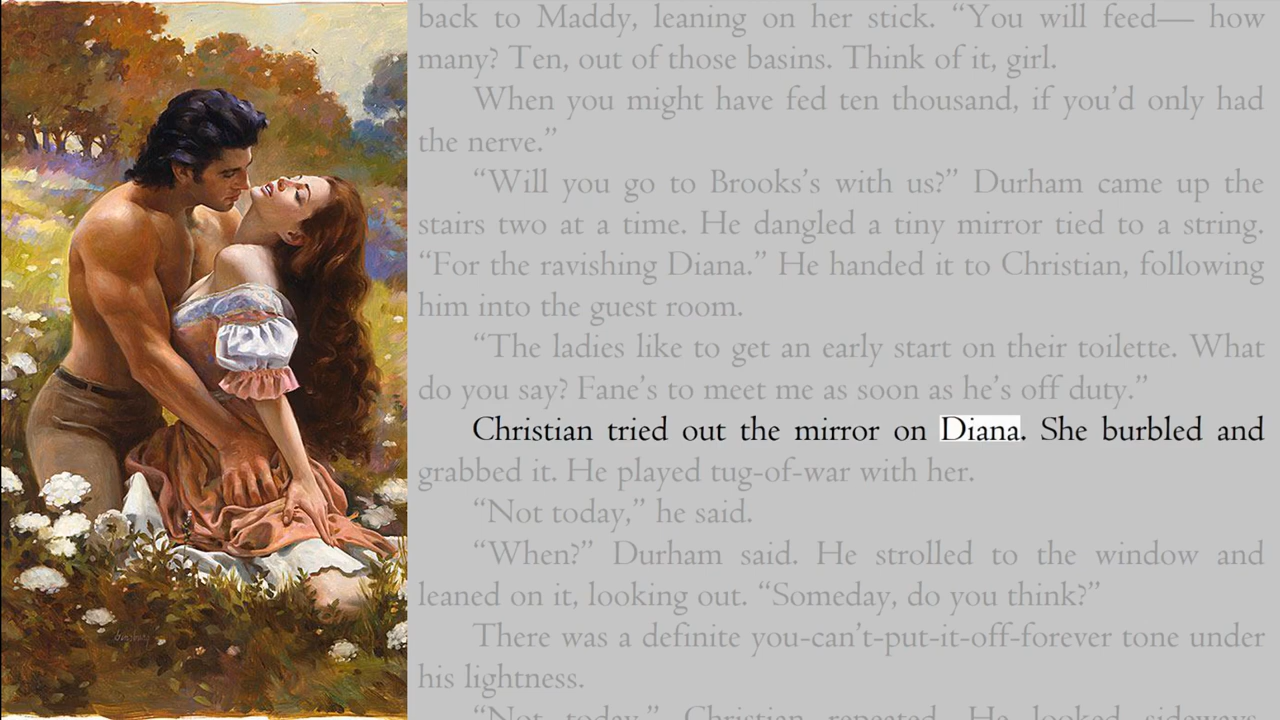 back to Maddy, leaning on her stick. “You will feed— how
many? Ten, out of those basins. Think of it, girl.
When you might have fed ten thousand, if you’d only had
the nerve.”
“Will you go to Brooks’s with us?” Durham came up the
stairs two at a time. He dangled a tiny mirror tied to a string.
“For the ravishing Diana.” He handed it to Christian, following
him into the guest room.
“The ladies like to get an early start on their toilette. What
do you say? Fane’s to meet me as soon as he’s off duty.”
Christian tried out the mirror on Diana. She burbled and
grabbed it. He played tug-of-war with her.
“Not today,” he said.
“When?” Durham said. He strolled to the window and
leaned on it, looking out. “Someday, do you think?”
There was a definite you-can’t-put-it-off-forever tone under
his lightness.
“Not today,” Christian repeated. He looked sideways,